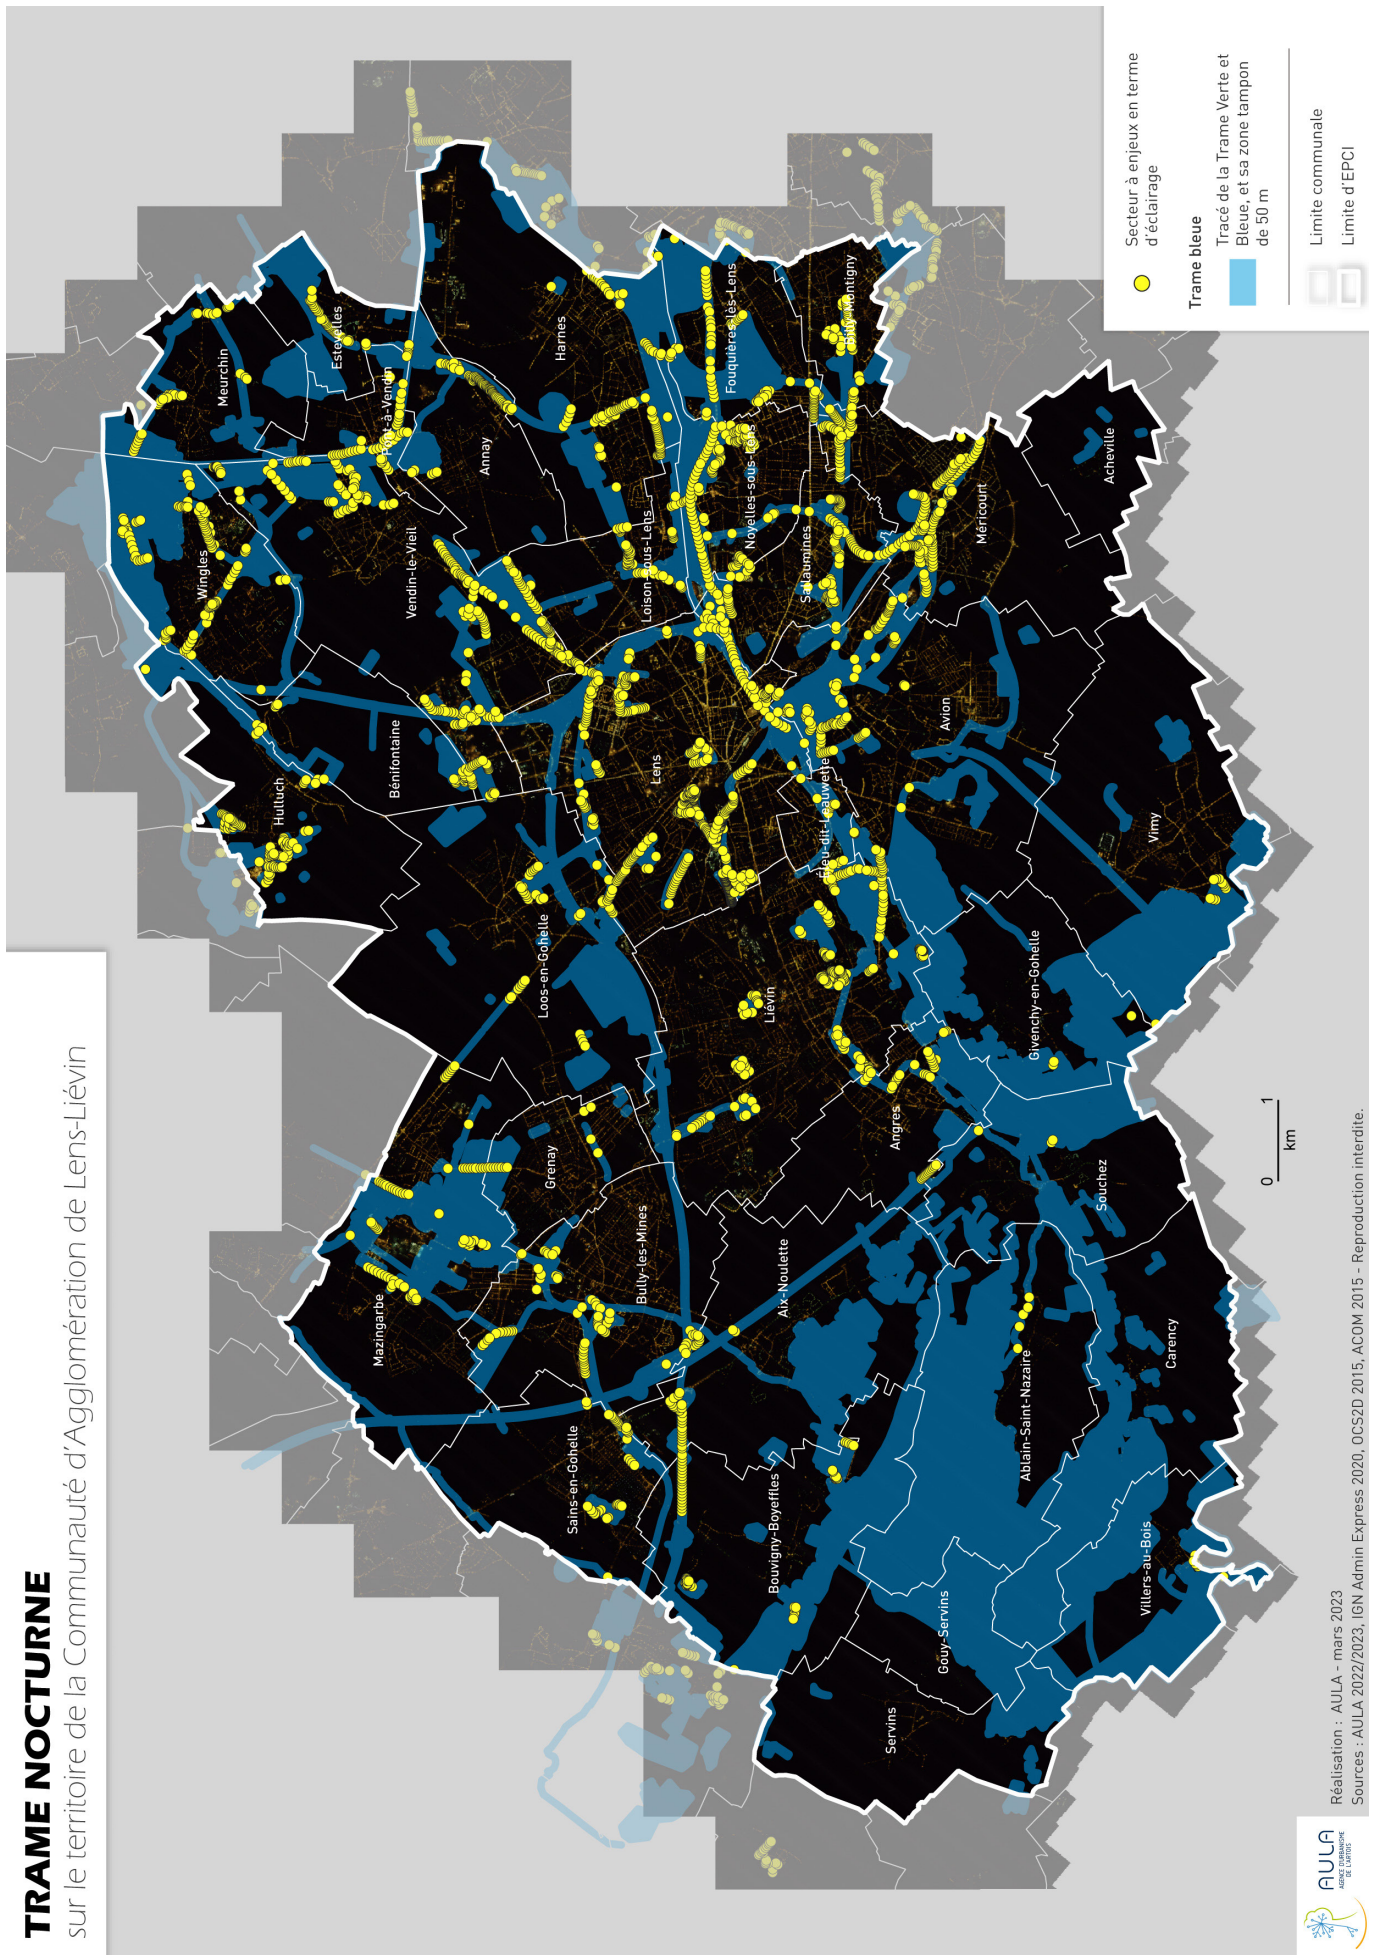 TRAME NOCTURNE
sur le territoire de la Communauté d'Agglomération de Lens-Liévin
Secteur à enjeux en terme
d'éclairage
Trame bleue
Tracé de la Trame Verte et
Bleue, et sa zone tampon
de 50 m
Limite communale
Limite d'EPCI
Meurchin
Estevelles
Pont-à-Vendin
Wingles
Annay
Harnes
Vendin-le-Vieil
Fouquières-lès-Lens
Loison-sous-Lens
Noyelles-sous-Lens
Sallaumines
Méricourt
Acheville
Hulluch
Bénifontaine
Lens
Avion
Éleu-dit-Leauwette
Vimy
Loos-en-Gohelle
Liévin
Givenchy-en-Gohelle
Angres
Grenay
Mazingarbe
Bully-les-Mines
Aix-Noulette
Souchez
Sains-en-Gohelle
Bouvigny-Boyeffles
Ablain-Saint-Nazaire
Carency
Villers-au-Bois
Gouy-Servins
Servins
0 1
km
Réalisation : AULA - mars 2023
Sources : AULA 2022/2023, IGN Admin Express 2020, OCS2D 2015, ACOM 2015 - Reproduction interdite.
AULA
AGENCE D'URBANISME
DE L'ARTOIS